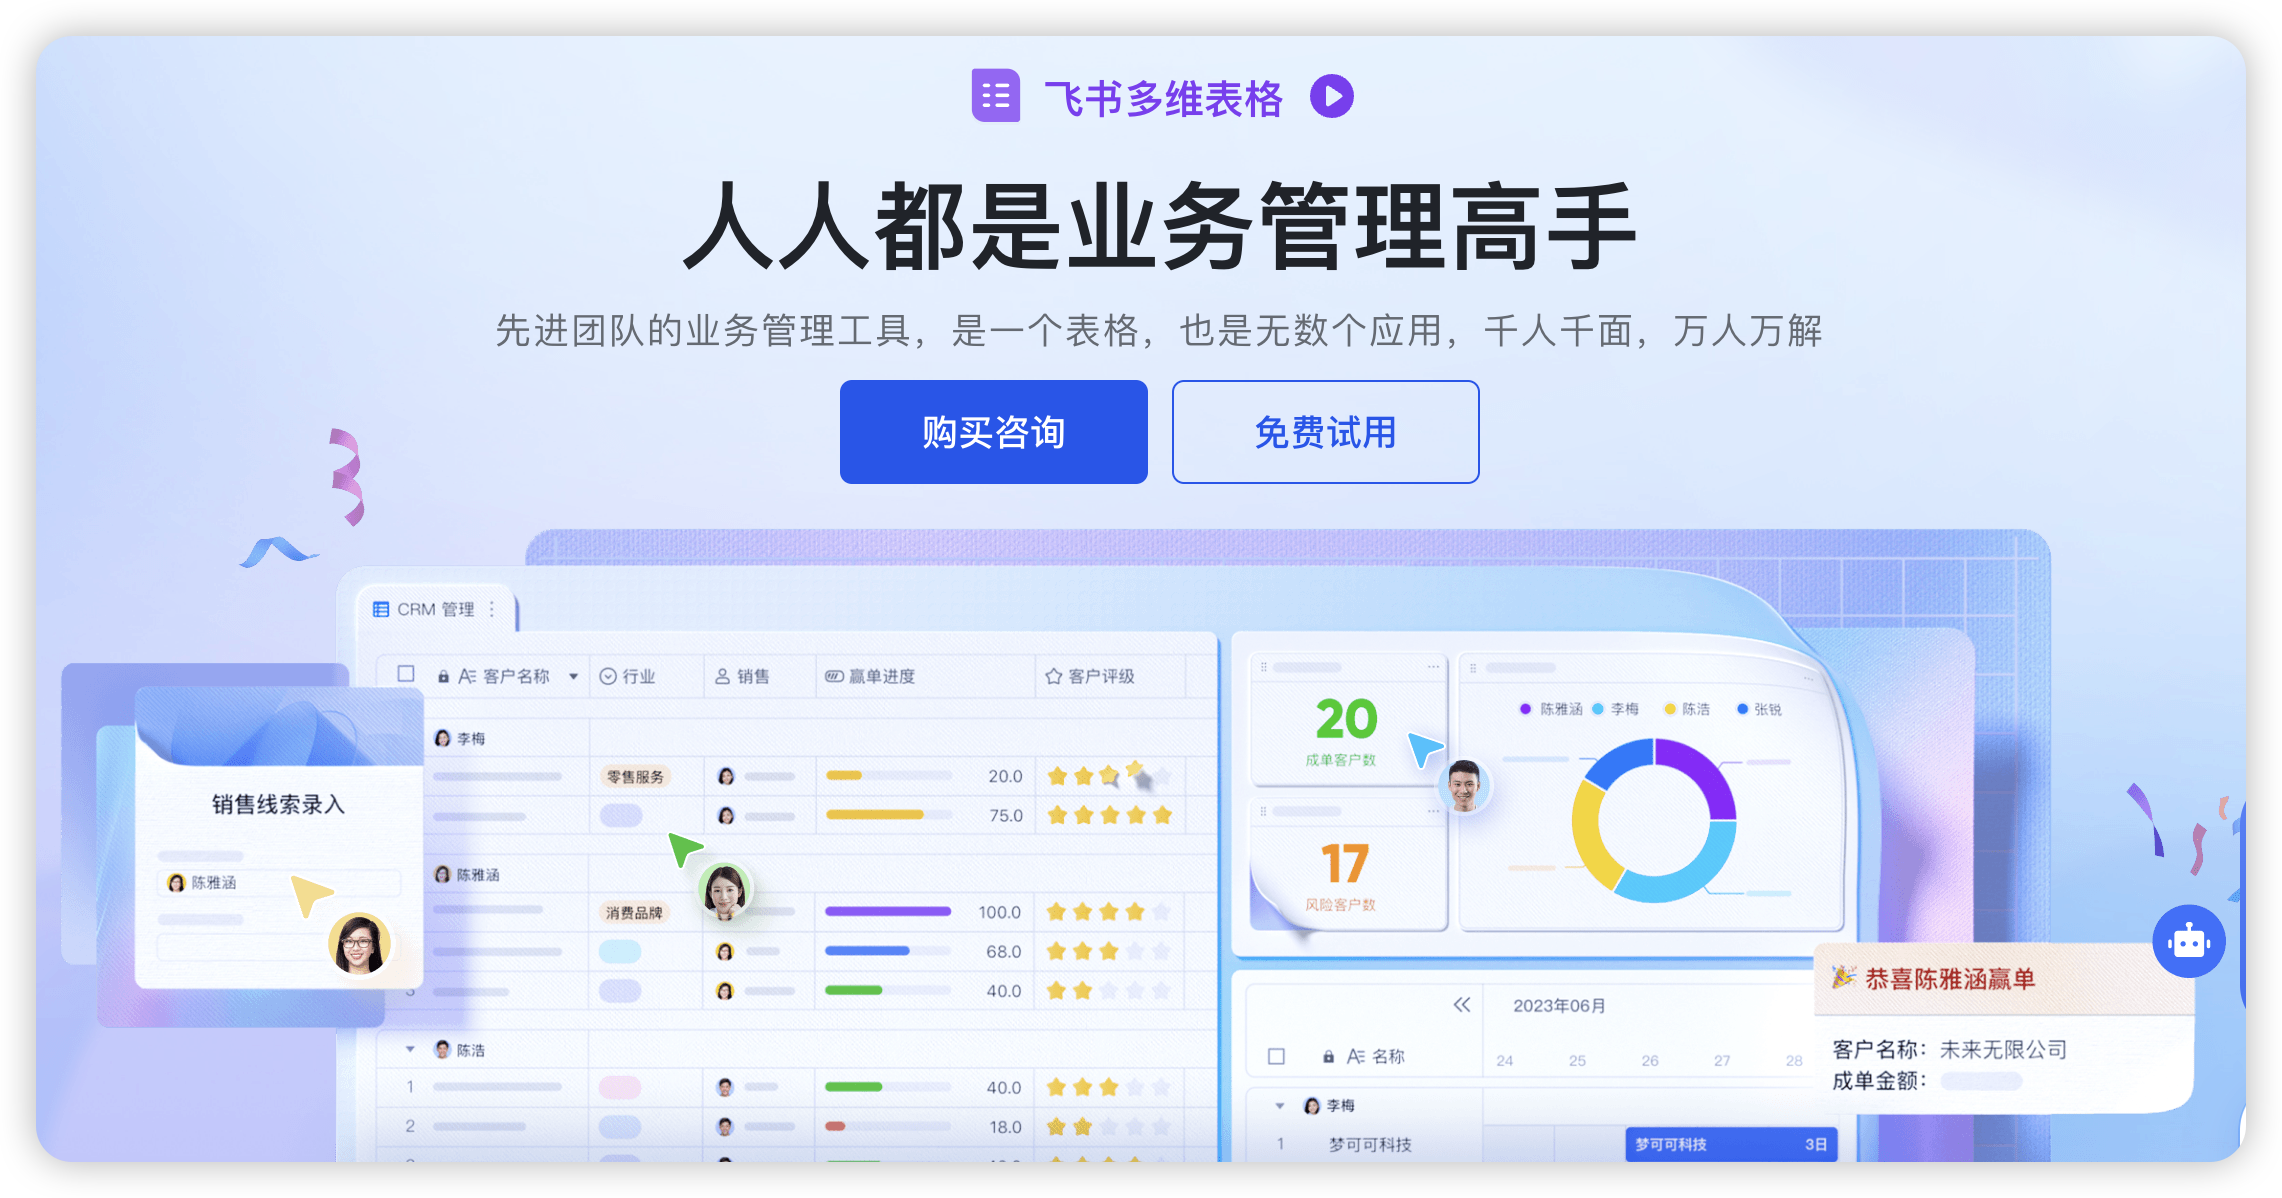 飞书多维表格
人人都是业务管理高手
先进团队的业务管理工具，是一个表格，也是无数个应用，千人千面，万人万解
购买咨询
免费试用
CRM 管理
客户名称
行业
销售
赢单进度
客户评级
李梅
零售服务
20.0
75.0
陈雅涵
消费品牌
100.0
68.0
3
40.0
陈浩
1
40.0
2
18.0
销售线索录入
陈雅涵
20
成单客户数
17
风险客户数
陈雅涵
李梅
陈浩
张锐
2023年06月
名称
24 25 26 27 28
李梅
1 梦可可科技
梦可可科技 3日
恭喜陈雅涵赢单
客户名称：未来无限公司
成单金额：